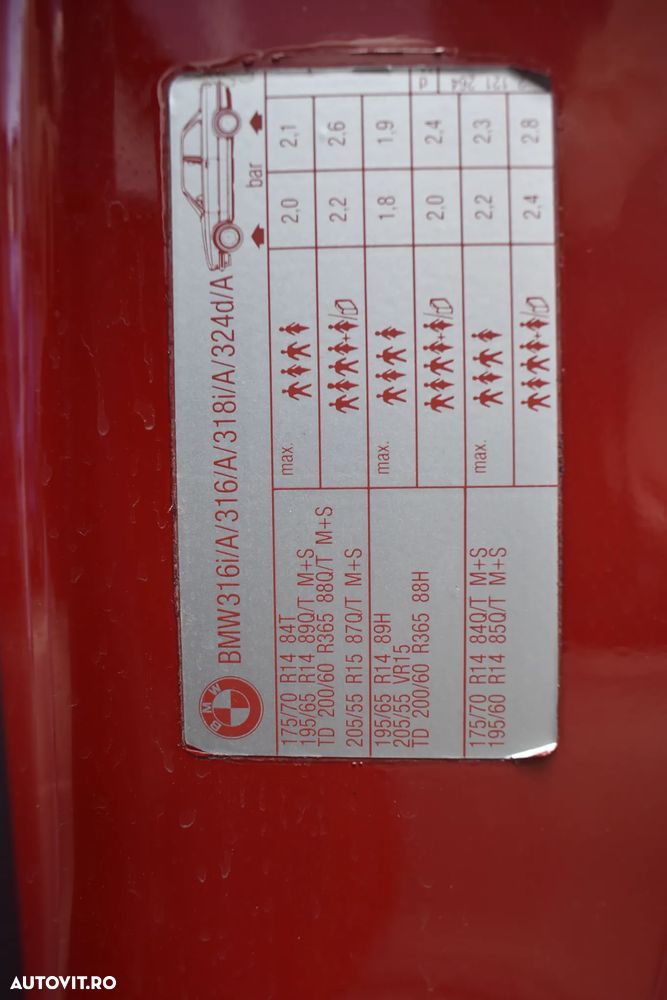 BMW
BMW316i/A/316/A/318i/A/324d/A
bar
175/70 R14 84T
195/65 R14 89Q/T M+S
TD 200/60 R365 88Q/T M+S
205/55 R15 87Q/T M+S
max. 2,0 2,1
2,2 2,6
195/65 R14 89H
205/55 VR15
TD 200/60 R365 88H
max. 1,8 1,9
2,0 2,4
175/70 R14 84Q/T M+S
195/60 R14 85Q/T M+S
max. 2,2 2,3
2,4 2.8
d 121 264
AUTOVIT.RO